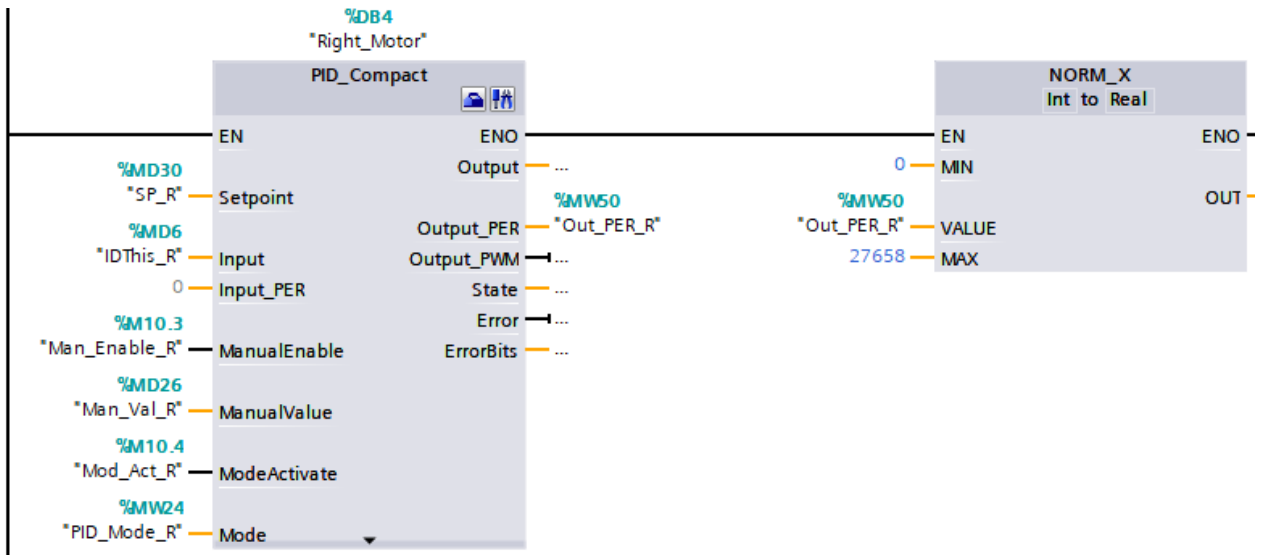 %DB4
"Right_Motor"
PID_Compact
NORM_X
Int to Real
EN
ENO
EN
ENO
%MD30
"SP_R"
Setpoint
Output
...
0
MIN
%MW50
"Out_PER_R"
Output_PER
%MW50
"Out_PER_R"
VALUE
OUT
%MD6
"IDThis_R"
Input
Output_PWM
...
27658
MAX
0
Input_PER
State
...
%M10.3
"Man_Enable_R"
ManualEnable
Error
...
ErrorBits
...
%MD26
"Man_Val_R"
ManualValue
%M10.4
"Mod_Act_R"
ModeActivate
%MW24
"PID_Mode_R"
Mode